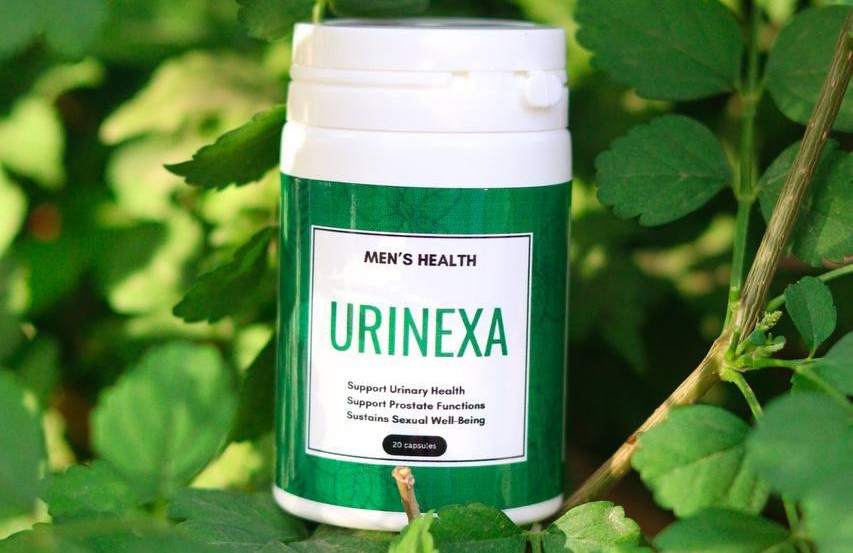 MEN'S HEALTH
URINEXA
Support Urinary Health
Support Prostate Functions
Sustains Sexual Well-Being
20 capsules